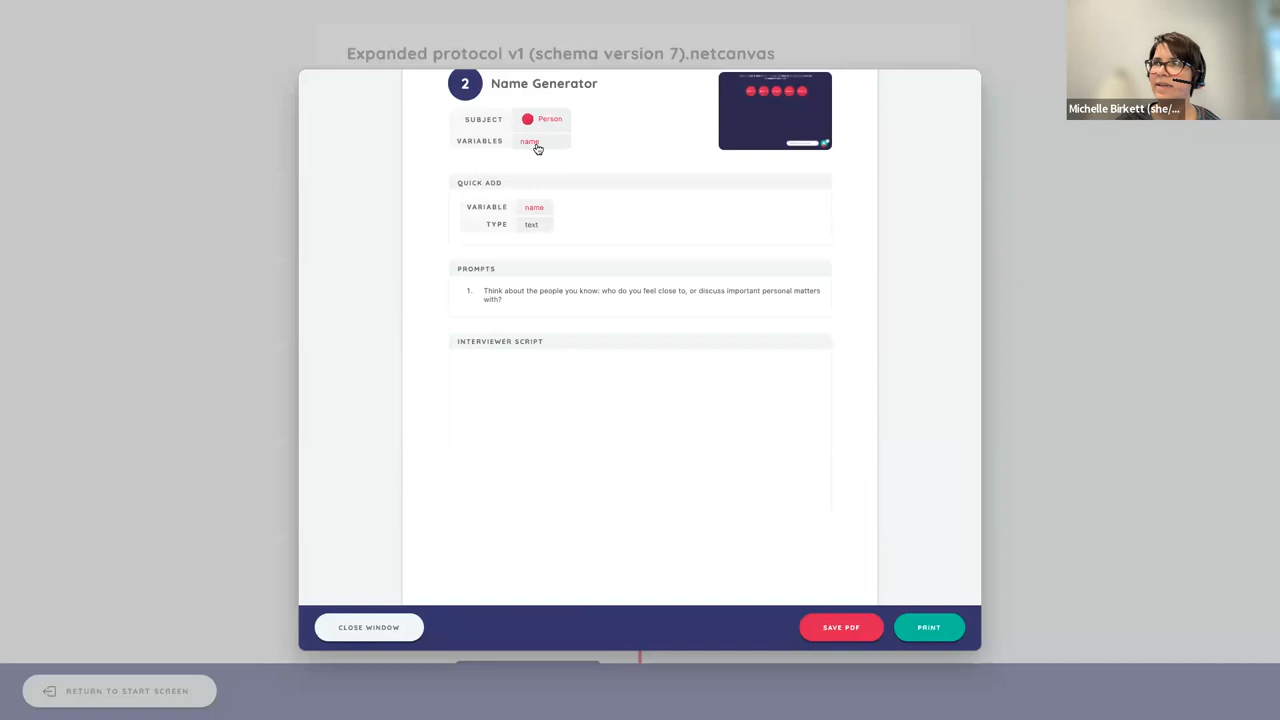 Expanded protocol v1 (schema version 7).netcanvas
Michelle Birkett (she/...
2
Name Generator
SUBJECT
Person
VARIABLES
name
QUICK ADD
VARIABLE
name
TYPE
text
PROMPTS
1. Think about the people you know: who do you feel close to, or discuss important personal matters
with?
INTERVIEWER SCRIPT
CLOSE WINDOW
SAVE PDF
PRINT
RETURN TO START SCREEN